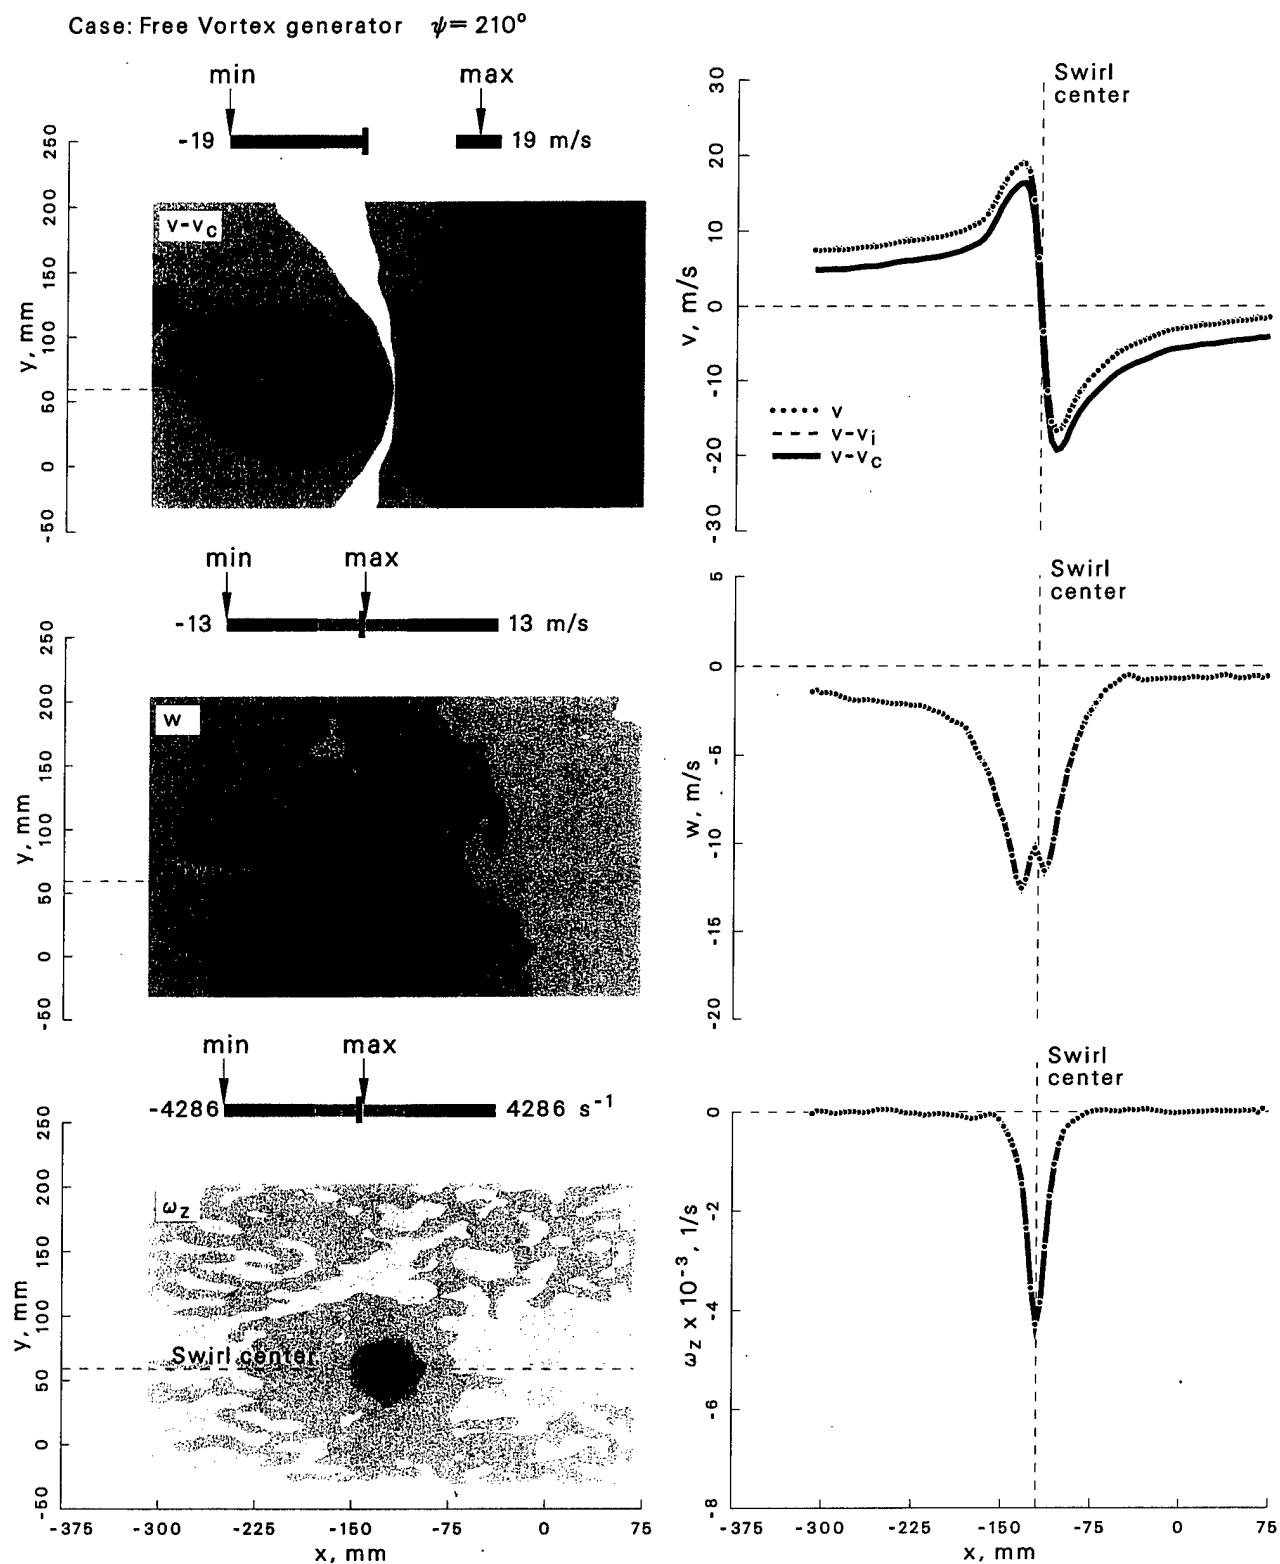 Case: Free Vortex generator ψ = 210°
min max
-19 19 m/s
250
200
150
100
50
0
-50
y, mm
v-v_c
min max
-13 13 m/s
250
200
150
100
50
0
-50
y, mm
w
min max
-4286 4286 s⁻¹
250
200
150
100
50
0
-50
y, mm
ω_z
Swirl center
-375 -300 -225 -150 -75 0 75
x, mm
Swirl
center
30
20
10
0
-10
-20
-30
v, m/s
v
v-v_i
v-v_c
Swirl
center
5
0
-5
-10
-15
-20
w, m/s
Swirl
center
0
-2
-4
-6
-8
ω_z x 10⁻³, 1/s
-375 -300 -225 -150 -75 0 75
x, mm